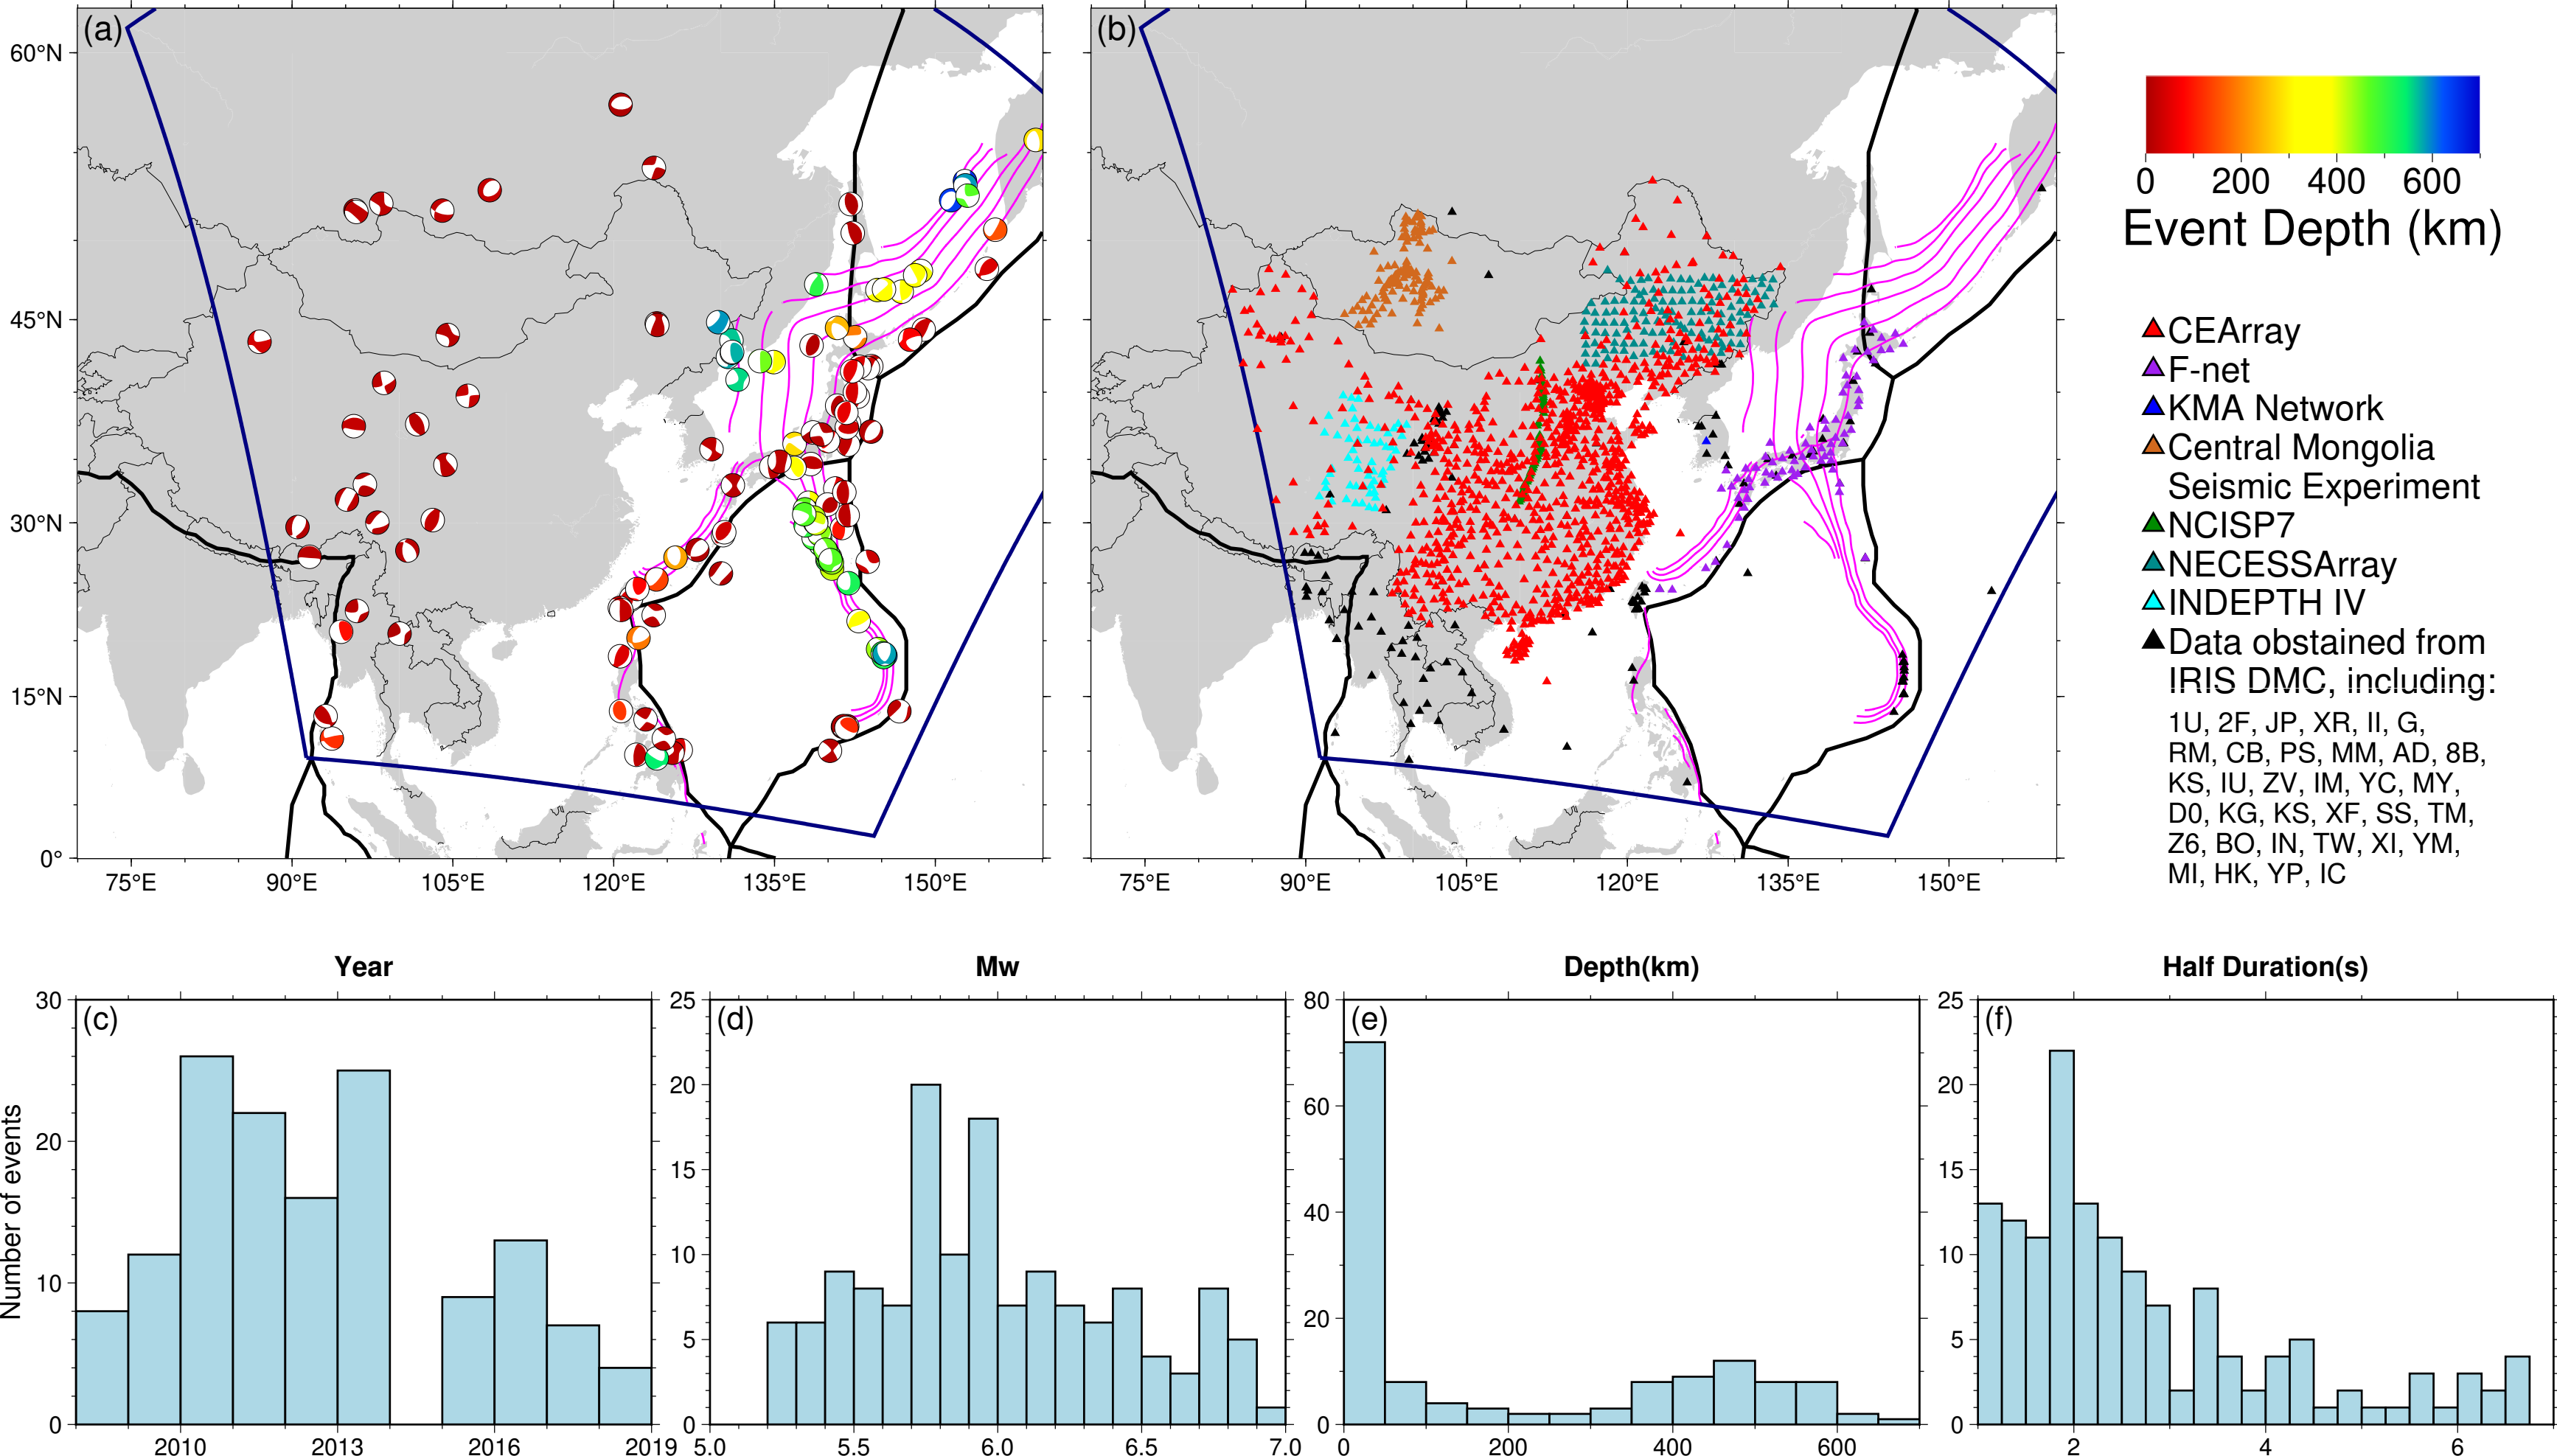 (a)
60°N
45°N
30°N
15°N
0°
75°E
90°E
105°E
120°E
135°E
150°E
(b)
75°E
90°E
105°E
120°E
135°E
150°E
0
200
400
600
Event Depth (km)
CEArray
F-net
KMA Network
Central Mongolia
Seismic Experiment
NCISP7
NECESSArray
INDEPTH IV
Data obstained from
IRIS DMC, including:
1U, 2F, JP, XR, II, G,
RM, CB, PS, MM, AD, 8B,
KS, IU, ZV, IM, YC, MY,
D0, KG, KS, XF, SS, TM,
Z6, BO, IN, TW, XI, YM,
MI, HK, YP, IC
Year
(c)
Number of events
30
20
10
0
2010
2013
2016
2019
Mw
(d)
25
20
15
10
5
0
5.0
5.5
6.0
6.5
7.0
Depth(km)
(e)
80
60
40
20
0
0
200
400
600
Half Duration(s)
(f)
25
20
15
10
5
0
2
4
6